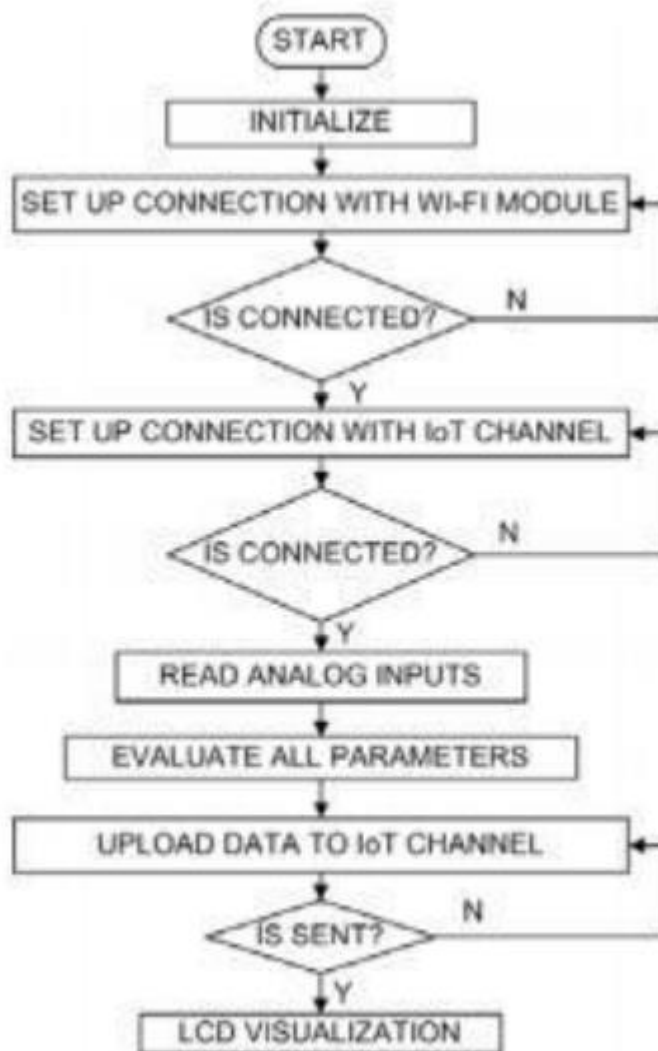 START
INITIALIZE
SET UP CONNECTION WITH WI-FI MODULE
IS CONNECTED?
N
Y
SET UP CONNECTION WITH IoT CHANNEL
IS CONNECTED?
N
Y
READ ANALOG INPUTS
EVALUATE ALL PARAMETERS
UPLOAD DATA TO IoT CHANNEL
IS SENT?
N
Y
LCD VISUALIZATION